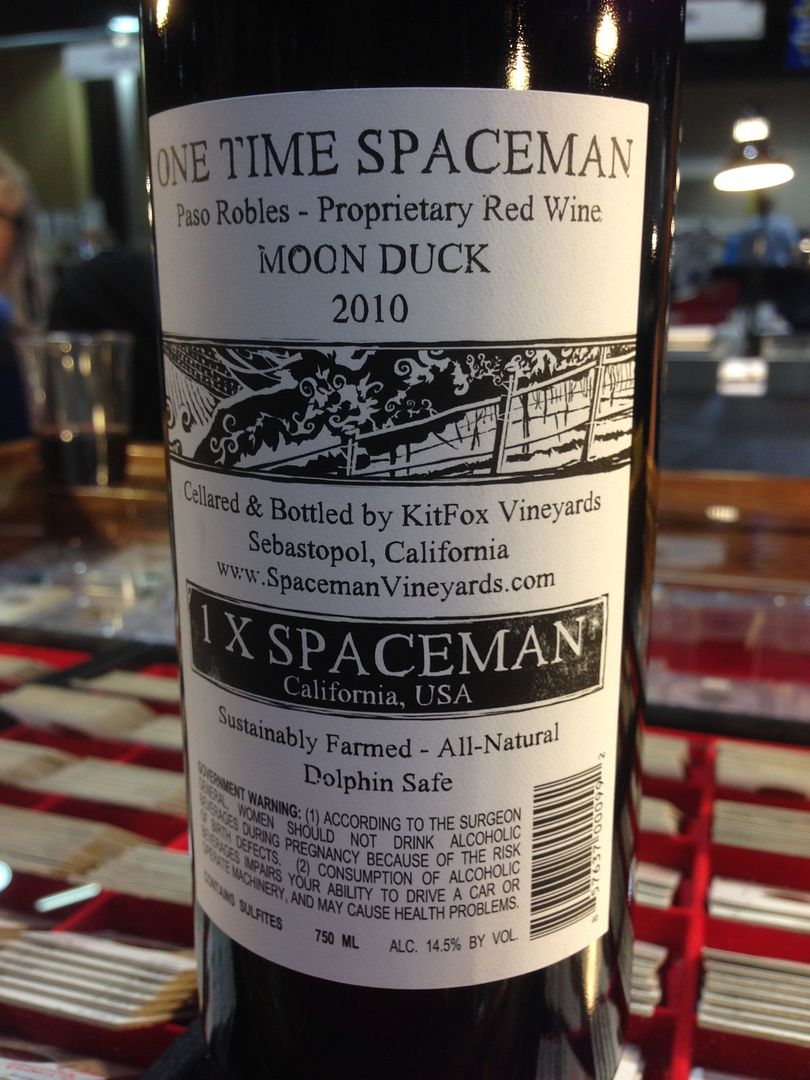 ONE TIME SPACEMAN
Paso Robles - Proprietary Red Wine
MOON DUCK
2010
Cellared & Bottled by KitFox Vineyards
Sebastopol, California
www.SpacemanVineyards.com
1 X SPACEMAN
California, USA
Sustainably Farmed - All-Natural
Dolphin Safe
GOVERNMENT WARNING: (1) ACCORDING TO THE SURGEON
GENERAL, WOMEN SHOULD NOT DRINK ALCOHOLIC
BEVERAGES DURING PREGNANCY BECAUSE OF THE RISK
OF BIRTH DEFECTS. (2) CONSUMPTION OF ALCOHOLIC
BEVERAGES IMPAIRS YOUR ABILITY TO DRIVE A CAR OR
OPERATE MACHINERY, AND MAY CAUSE HEALTH PROBLEMS.
CONTAINS SULFITES 750 ML ALC. 14.5% BY VOL.
8 57637 00099 2